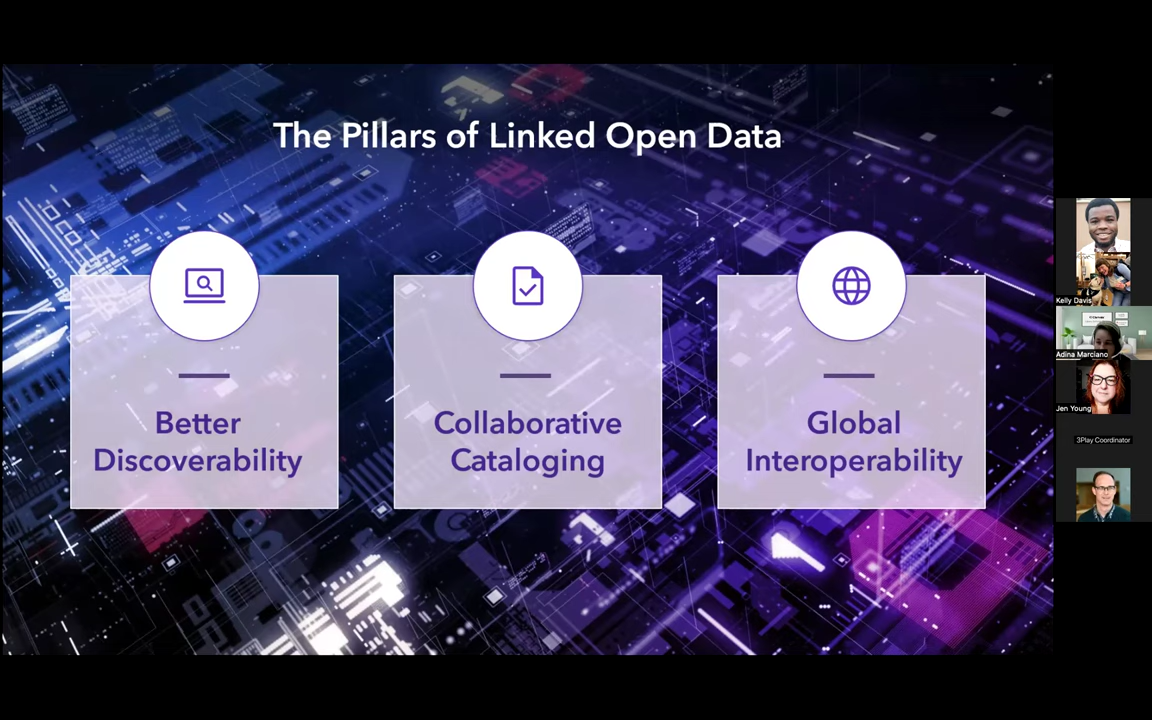 The Pillars of Linked Open Data
Better
Discoverability
Collaborative
Cataloging
Global
Interoperability
Kelly Davis
Adina Marciano
Jen Young
3Play Coordinator